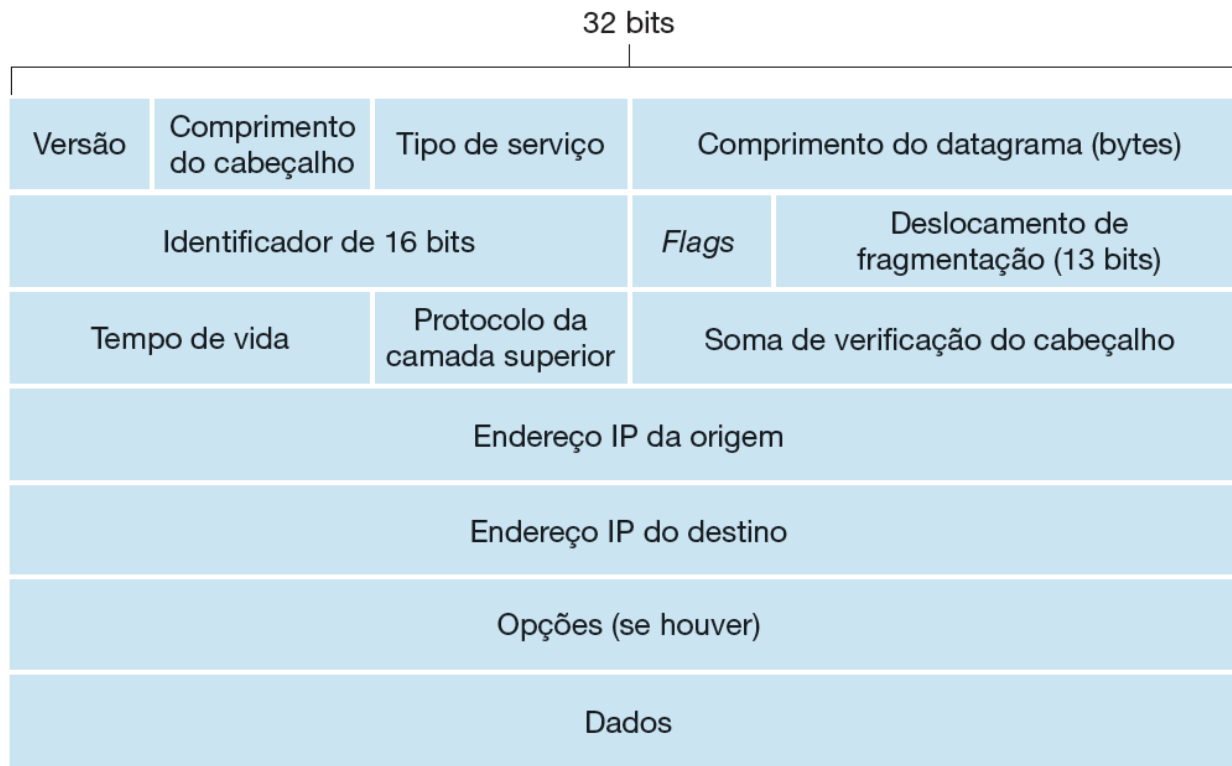 32 bits
Versão
Comprimento
do cabeçalho
Tipo de serviço
Comprimento do datagrama (bytes)
Identificador de 16 bits
Flags
Deslocamento de
fragmentação (13 bits)
Tempo de vida
Protocolo da
camada superior
Soma de verificação do cabeçalho
Endereço IP da origem
Endereço IP do destino
Opções (se houver)
Dados